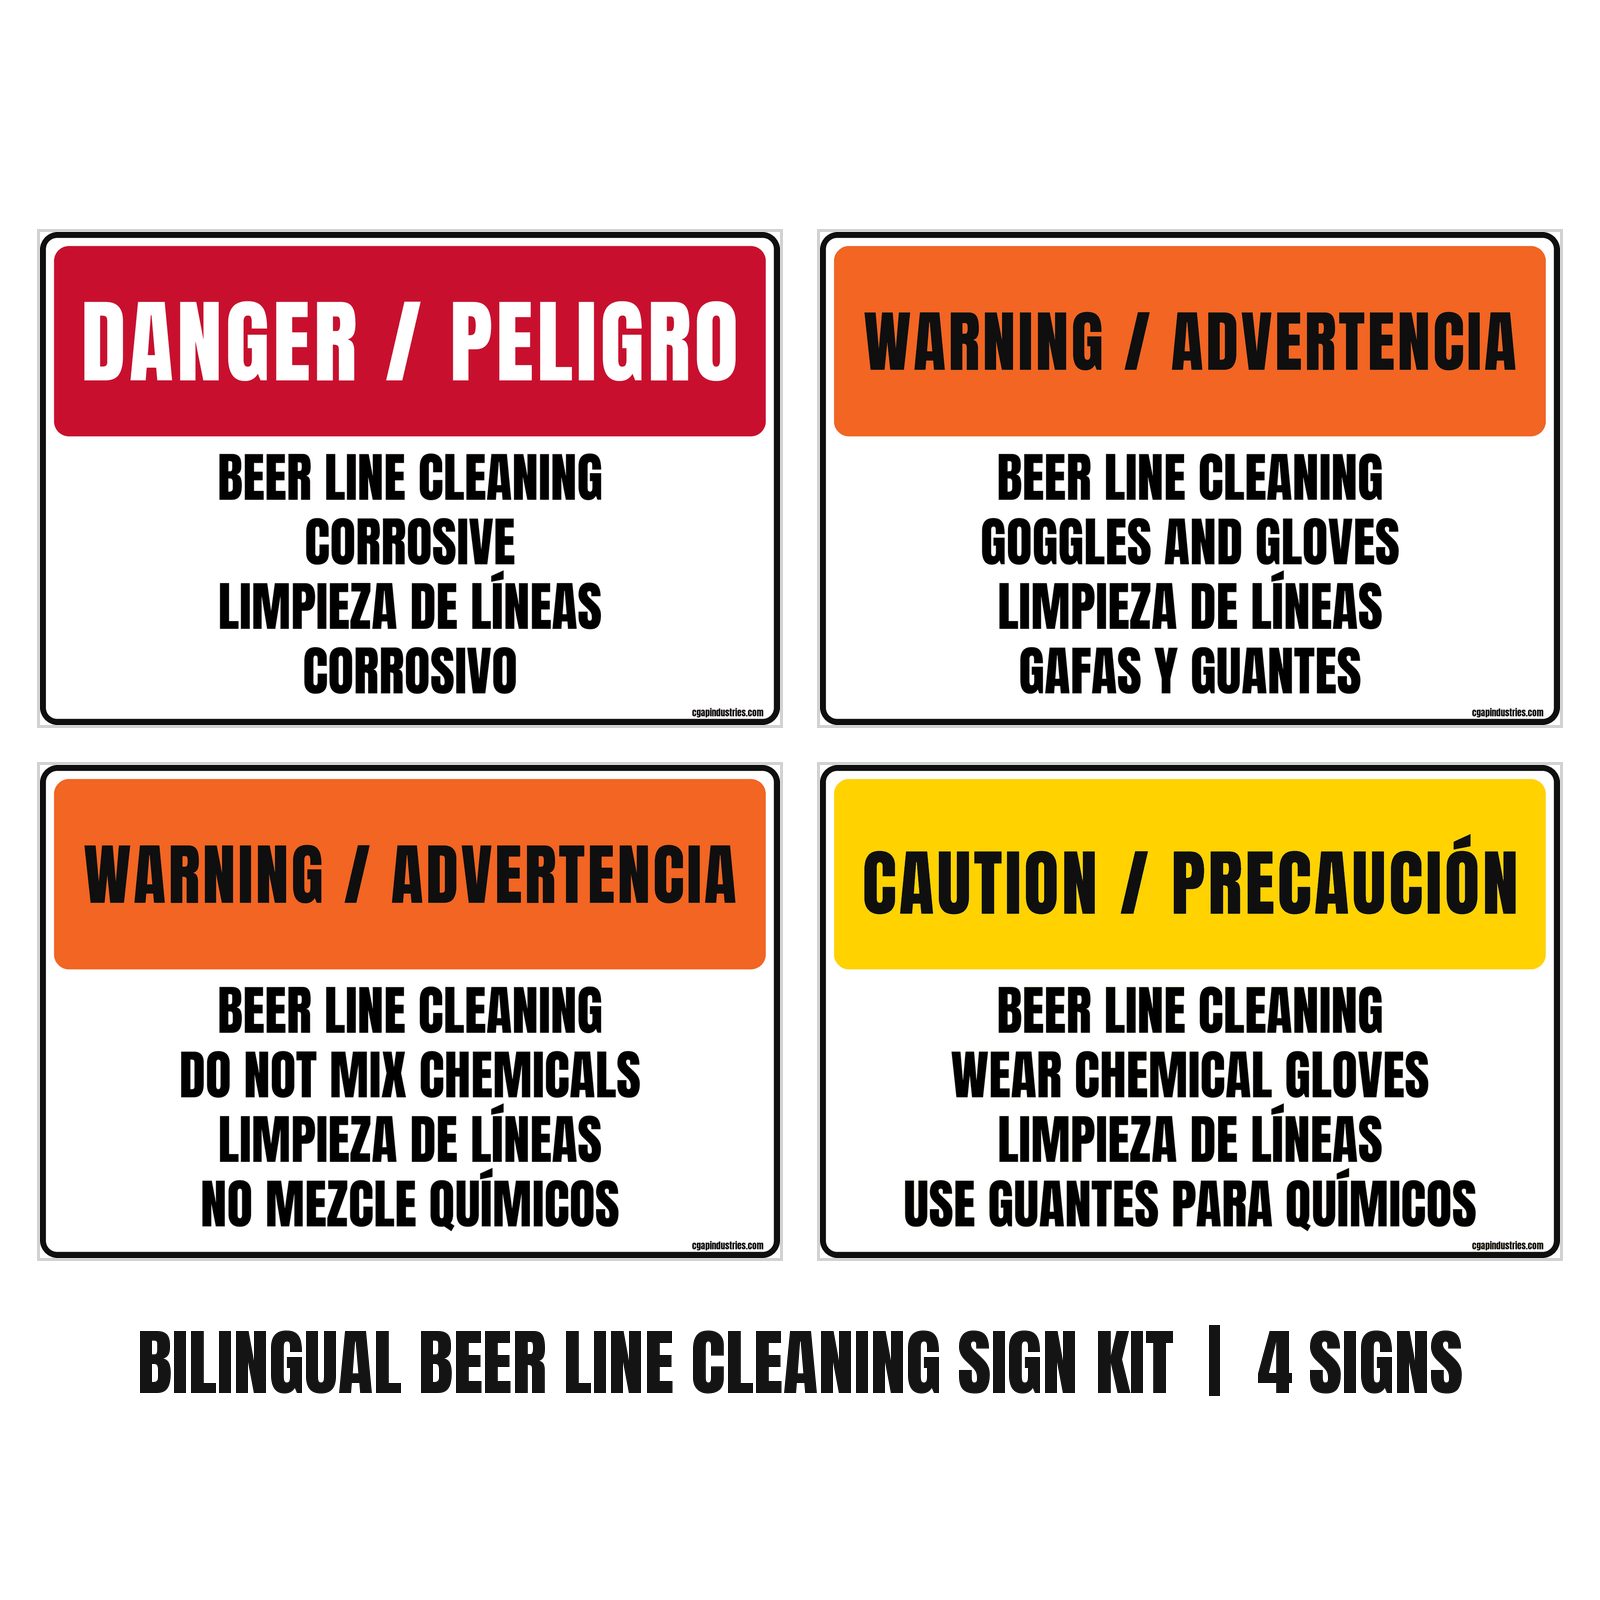 DANGER / PELIGRO
BEER LINE CLEANING
CORROSIVE
LIMPIEZA DE LÍNEAS
CORROSIVO
cgapindustries.com
WARNING / ADVERTENCIA
BEER LINE CLEANING
GOGGLES AND GLOVES
LIMPIEZA DE LÍNEAS
GAFAS Y GUANTES
cgapindustries.com
WARNING / ADVERTENCIA
BEER LINE CLEANING
DO NOT MIX CHEMICALS
LIMPIEZA DE LÍNEAS
NO MEZCLE QUÍMICOS
cgapindustries.com
CAUTION / PRECAUCIÓN
BEER LINE CLEANING
WEAR CHEMICAL GLOVES
LIMPIEZA DE LÍNEAS
USE GUANTES PARA QUÍMICOS
cgapindustries.com
BILINGUAL BEER LINE CLEANING SIGN KIT | 4 SIGNS